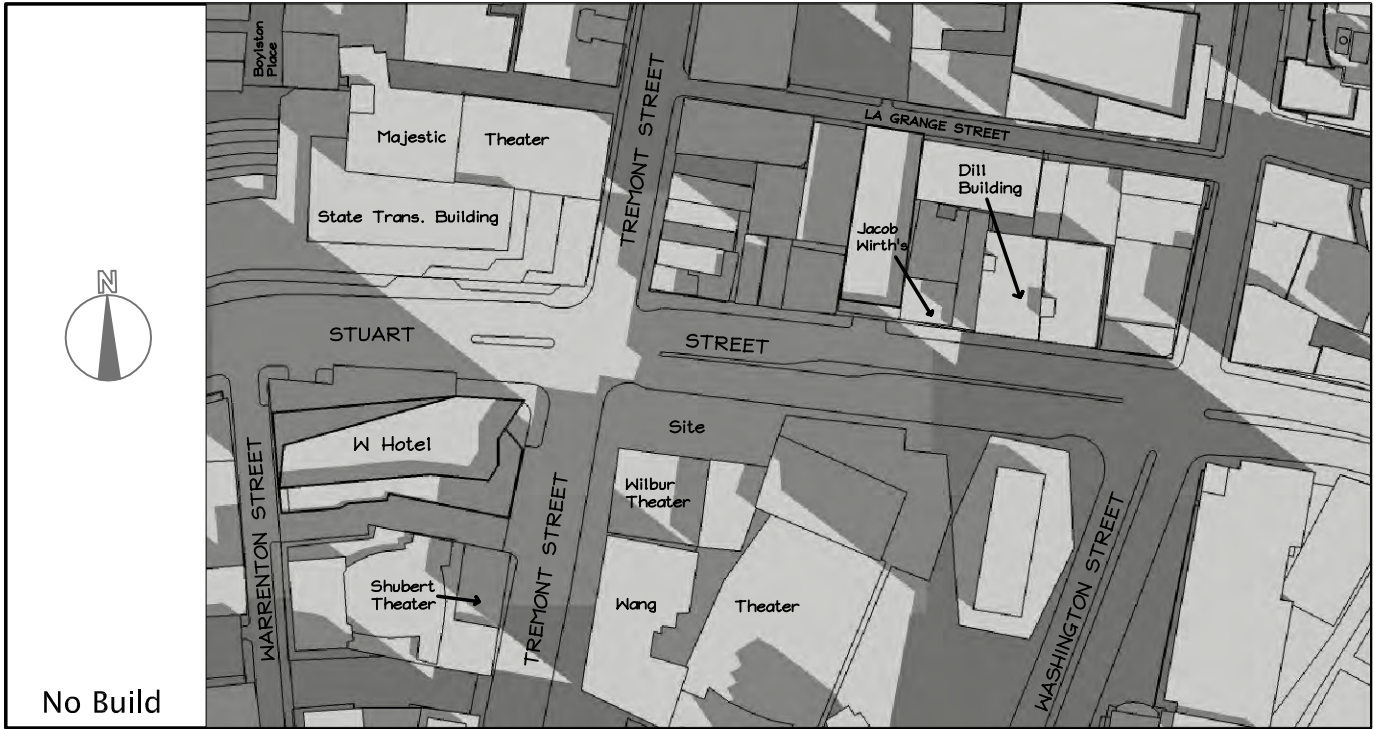 Boylston
Place
TREMONT STREET
LA GRANGE STREET
Majestic
Theater
Dill
Building
State Trans. Building
Jacob
Wirth's
N
STUART
STREET
Site
W Hotel
Wilbur
Theater
WARRENTON STREET
TREMONT STREET
WASHINGTON STREET
Shubert
Theater
Wang
Theater
No Build